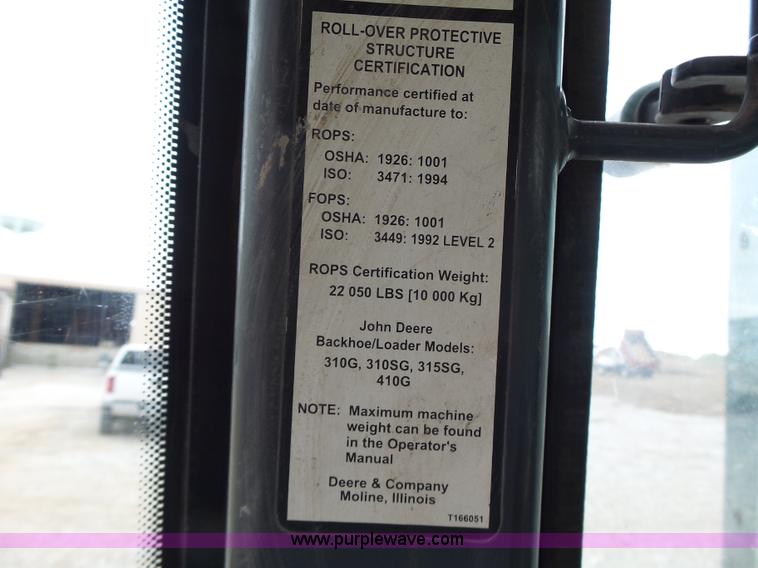 ROLL-OVER PROTECTIVE
STRUCTURE
CERTIFICATION
Performance certified at
date of manufacture to:
ROPS:
OSHA: 1926: 1001
ISO: 3471: 1994
FOPS:
OSHA: 1926: 1001
ISO: 3449: 1992 LEVEL 2
ROPS Certification Weight:
22 050 LBS [10 000 Kg]
John Deere
Backhoe/Loader Models:
310G, 310SG, 315SG,
410G
NOTE: Maximum machine
weight can be found
in the Operator's
Manual
Deere & Company
Moline, Illinois
T166051
www.purplewave.com